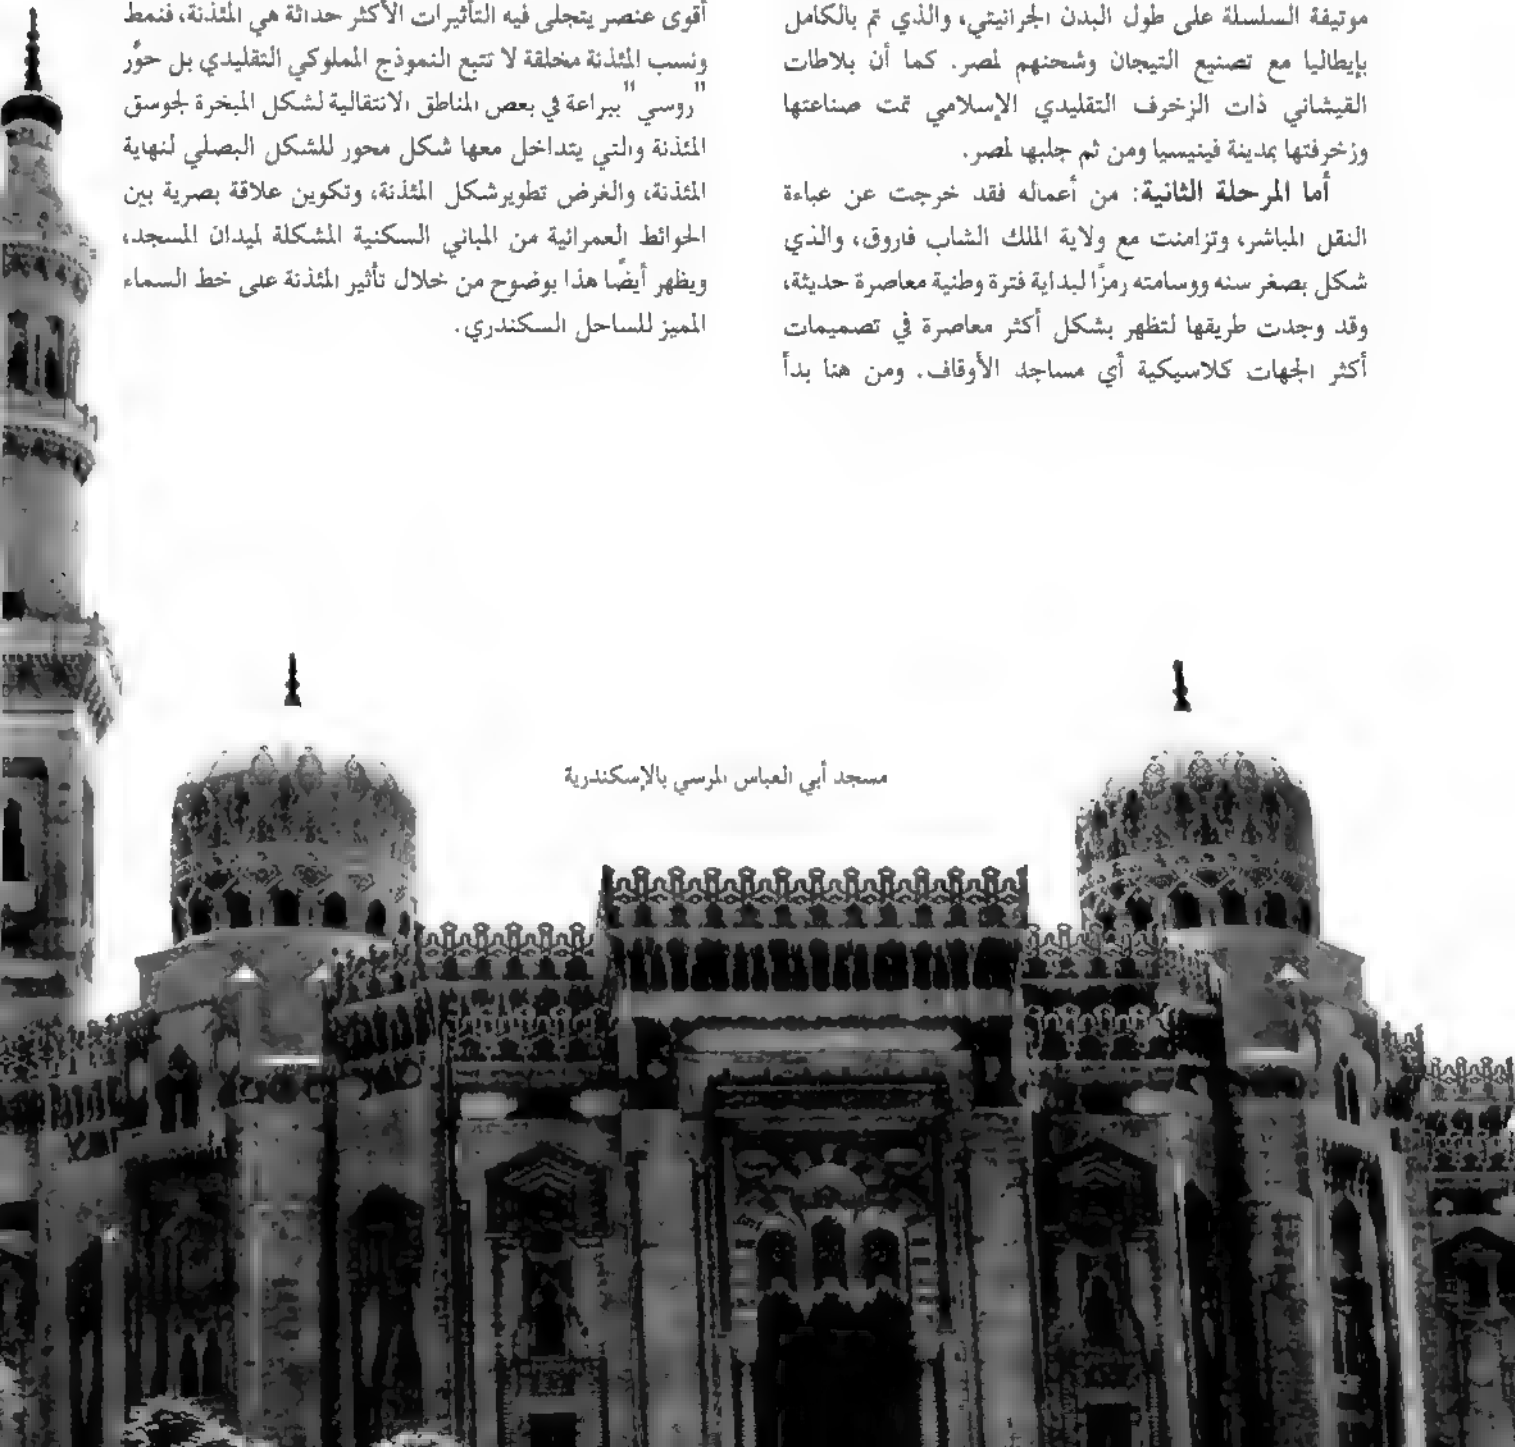 موتيفة السلسلة على طول البدن الجرانيتي، والذي تم بالكامل
بإيطاليا مع تصنيع التيجان وشحنهم لمصر. كما أن بلاطات
القيشاني ذات الزخرف التقليدي الإسلامي تمت صناعتها
وزخرفتها بمدينة فينيسيا ومن ثم جلبها لمصر.
أما المرحلة الثانية: من أعماله فقد خرجت عن عباءة
النقل المباشر، وتزامنت مع ولاية الملك الشاب فاروق، والذي
شكل بصغر سنه ووسامته رمزًا لبداية فترة وطنية معاصرة حديثة،
وقد وجدت طريقها لتظهر بشكل أكثر معاصرة في تصميمات
أكثر الجهات كلاسيكية أي مساجد الأوقاف. ومن هنا بدأ
أقوى عنصر يتجلى فيه التأثيرات الأكثر حداثة هي المئذنة، فنمط
ونسب المئذنة مخلقة لا تتبع النموذج المملوكي التقليدي بل حوَّر
"روسي" ببراعة في بعض المناطق الانتقالية لشكل المبخرة لجوسق
المئذنة والتي يتداخل معها شكل محور للشكل البصلي لنهاية
المئذنة، والغرض تطويرشكل المئذنة، وتكوين علاقة بصرية بين
الحوائط العمرانية من المباني السكنية المشكلة لميدان المسجد،
ويظهر أيضًا هذا بوضوح من خلال تأثير المئذنة على خط السماء
المميز للساحل السكندري.
مسجد أبي العباس المرسي بالإسكندرية